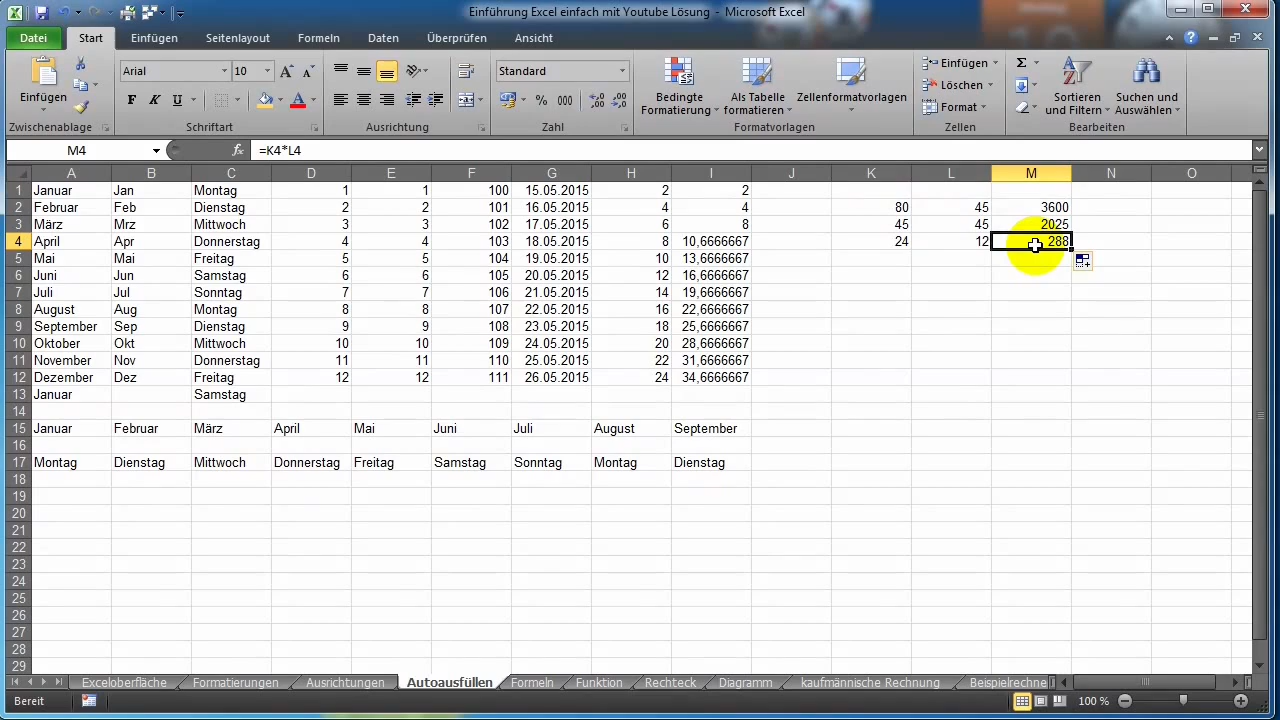 Einführung Excel einfach mit Youtube Lösung - Microsoft Excel
Datei Start Einfügen Seitenlayout Formeln Daten Überprüfen Ansicht
Einfügen
Zwischenablage
Arial 10
F K U
Schriftart
Ausrichtung
Standard
% 000
Zahl
Bedingte Formatierung
Als Tabelle formatieren
Zellenformatvorlagen
Formatvorlagen
Einfügen
Löschen
Format
Zellen
Sortieren und Filtern
Suchen und Auswählen
Bearbeiten
M4 fx =K4*L4
A B C D E F G H I J K L M N O
1 Januar Jan Montag 1 1 100 15.05.2015 2 2
2 Februar Feb Dienstag 2 2 101 16.05.2015 4 4 80 45 3600
3 März Mrz Mittwoch 3 3 102 17.05.2015 6 8 45 45 2025
4 April Apr Donnerstag 4 4 103 18.05.2015 8 10,6666667 24 12 288
5 Mai Mai Freitag 5 5 104 19.05.2015 10 13,6666667
6 Juni Jun Samstag 6 6 105 20.05.2015 12 16,6666667
7 Juli Jul Sonntag 7 7 106 21.05.2015 14 19,6666667
8 August Aug Montag 8 8 107 22.05.2015 16 22,6666667
9 September Sep Dienstag 9 9 108 23.05.2015 18 25,6666667
10 Oktober Okt Mittwoch 10 10 109 24.05.2015 20 28,6666667
11 November Nov Donnerstag 11 11 110 25.05.2015 22 31,6666667
12 Dezember Dez Freitag 12 12 111 26.05.2015 24 34,6666667
13 Januar Samstag
14
15 Januar Februar März April Mai Juni Juli August September
16
17 Montag Dienstag Mittwoch Donnerstag Freitag Samstag Sonntag Montag Dienstag
18
19
20
21
22
23
24
25
26
27
28
29
Exceloberfläche Formatierungen Ausrichtungen Autoausfüllen Formeln Funktion Rechteck Diagramm kaufmännische Rechnung Beispielrechne
Bereit 100 %